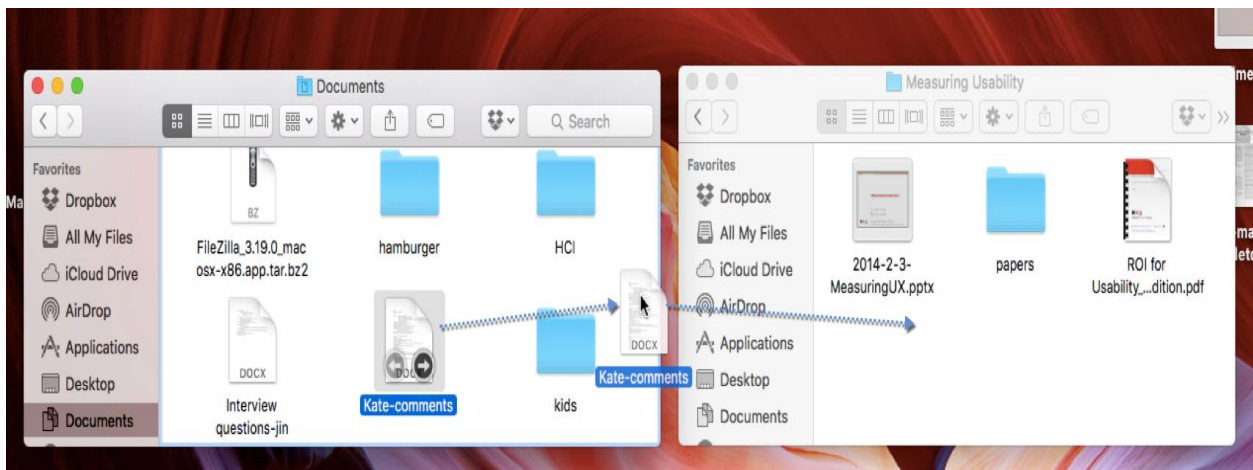 Documents
Search
Favorites
Dropbox
All My Files
iCloud Drive
AirDrop
Applications
Desktop
Documents
BZ
FileZilla_3.19.0_mac
osx-x86.app.tar.bz2
hamburger
HCI
DOCX
Interview
questions-jin
Kate-comments
kids
DOCX
Kate-comments
Measuring Usability
Favorites
Dropbox
All My Files
iCloud Drive
AirDrop
Applications
Desktop
Documents
2014-2-3-
MeasuringUX.pptx
papers
ROI for
Usability_...dition.pdf
Ma